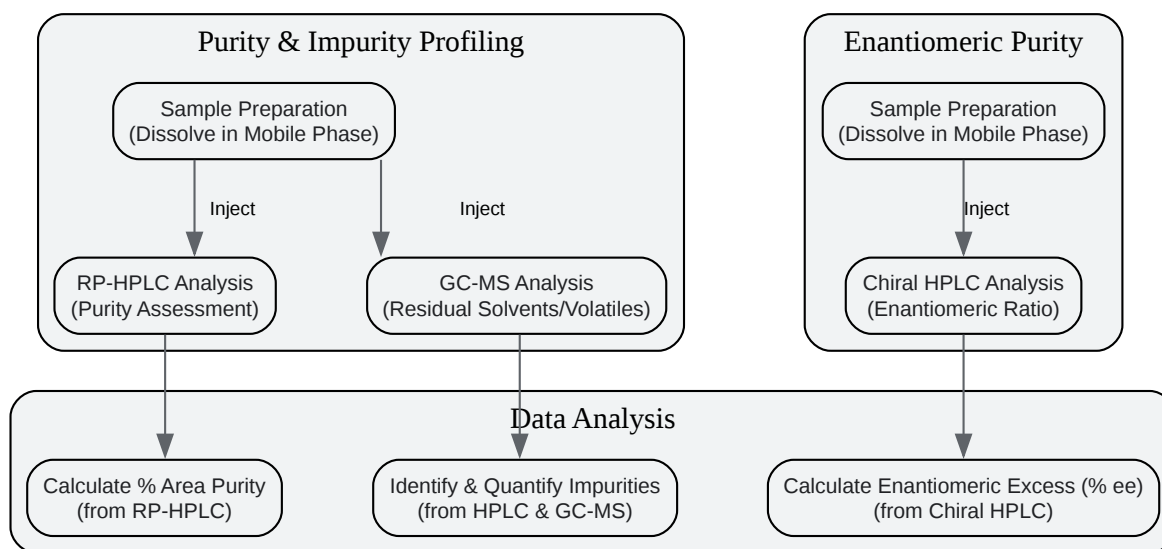 Purity & Impurity Profiling
Sample Preparation
(Dissolve in Mobile Phase)
Inject
Inject
RP-HPLC Analysis
(Purity Assessment)
GC-MS Analysis
(Residual Solvents/Volatiles)
Enantiomeric Purity
Sample Preparation
(Dissolve in Mobile Phase)
Inject
Chiral HPLC Analysis
(Enantiomeric Ratio)
Data Analysis
Calculate % Area Purity
(from RP-HPLC)
Identify & Quantify Impurities
(from HPLC & GC-MS)
Calculate Enantiomeric Excess (% ee)
(from Chiral HPLC)